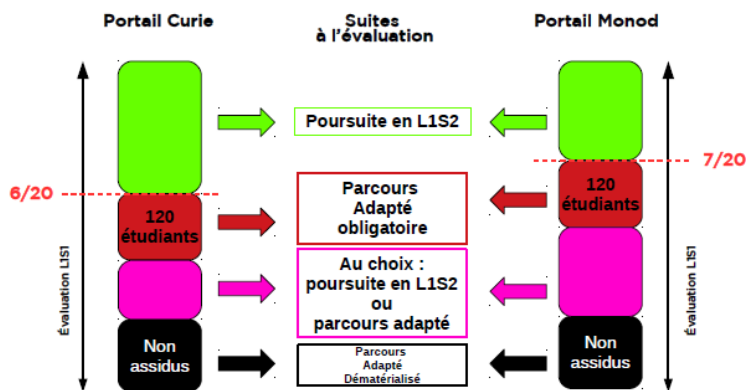 Portail Curie
Suites
à l'évaluation
Portail Monod
Poursuite en L1S2
6/20
7/20
120
étudiants
Parcours
Adapté
obligatoire
120
étudiants
Au choix :
poursuite en L1S2
ou
parcours adapté
Non
assidus
Parcours
Adapté
Dématérialisé
Non
assidus
Évaluation L1S1
Évaluation L1S1